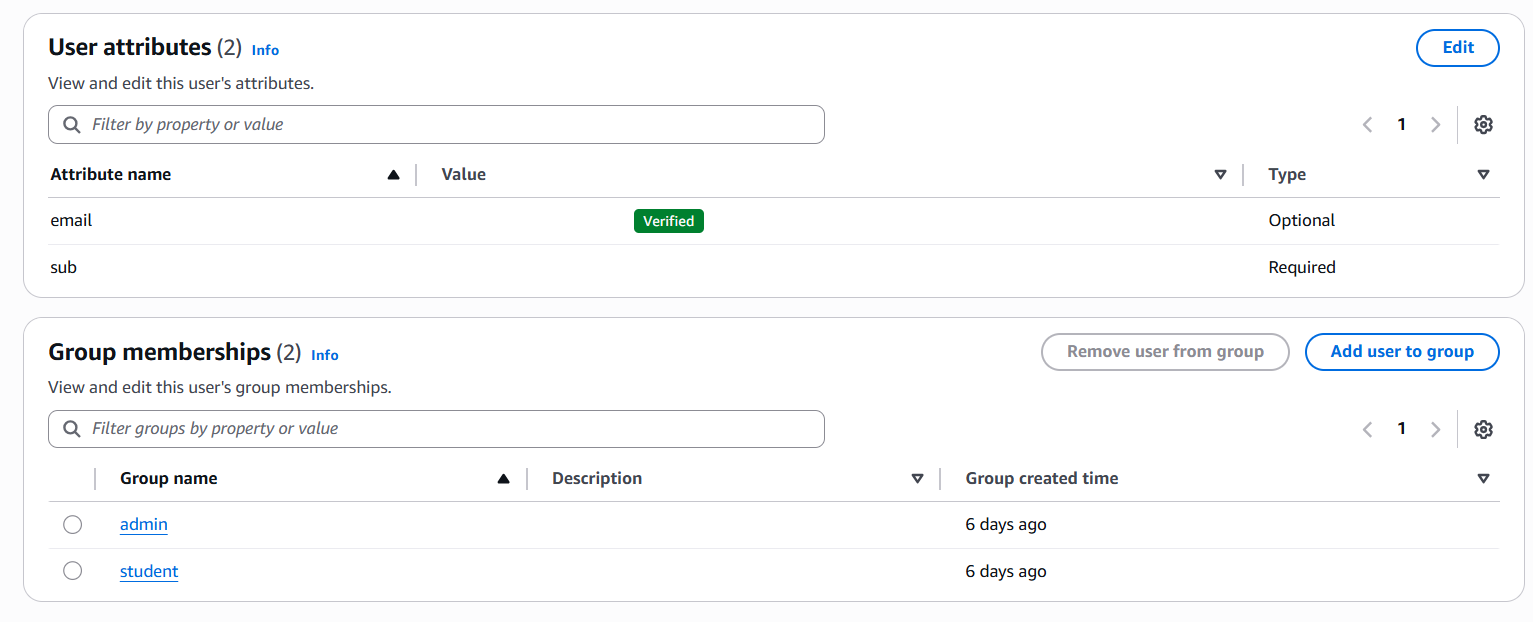 User attributes (2) Info
Edit
View and edit this user's attributes.
Filter by property or value
1
Attribute name Value Type
email Verified Optional
sub Required
Group memberships (2) Info
Remove user from group Add user to group
View and edit this user's group memberships.
Filter groups by property or value
1
Group name Description Group created time
admin 6 days ago
student 6 days ago